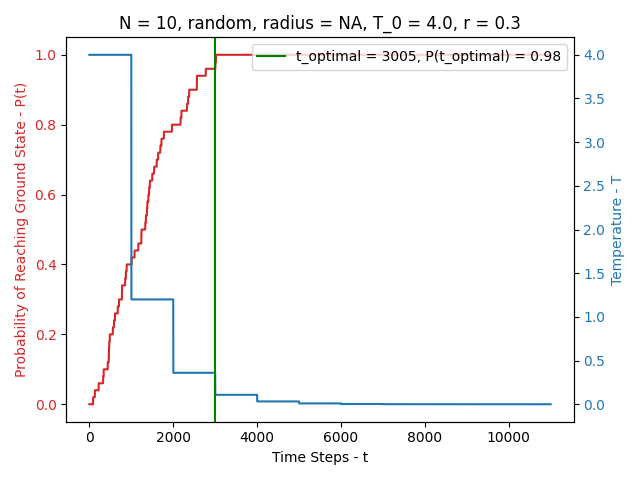 N = 10, random, radius = NA, T_0 = 4.0, r = 0.3
t_optimal = 3005, P(t_optimal) = 0.98
Probability of Reaching Ground State - P(t)
1.0
0.8
0.6
0.4
0.2
0.0
4.0
3.5
3.0
2.5
2.0
1.5
1.0
0.5
0.0
Temperature - T
0 2000 4000 6000 8000 10000
Time Steps - t